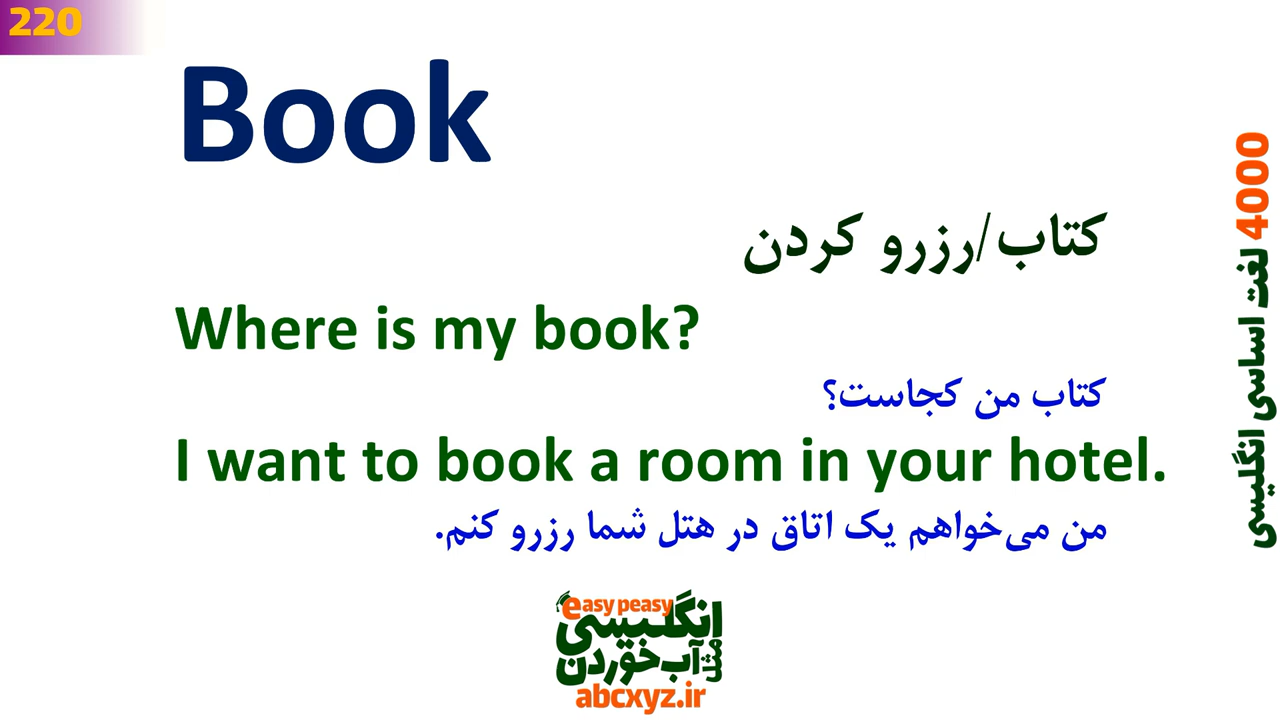 220
Book
کتاب/رزرو کردن
Where is my book?
کتاب من کجاست؟
I want to book a room in your hotel.
من می‌خواهم یک اتاق در هتل شما رزرو کنم.
4000 لغت اساسی انگلیسی
easy peasy
انگلیسی
مثل آب خوردن
abcxyz.ir